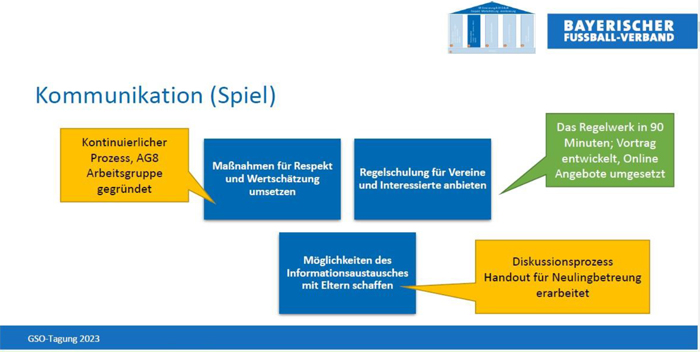 BAYERISCHER
FUSSBALL-VERBAND
Kommunikation (Spiel)
Kontinuierlicher
Prozess, AG8
Arbeitsgruppe
gegründet
Maßnahmen für Respekt
und Wertschätzung
umsetzen
Regelschulung für Vereine
und Interessierte anbieten
Das Regelwerk in 90
Minuten; Vortrag
entwickelt, Online
Angebote umgesetzt
Möglichkeiten des
Informationsaustausches
mit Eltern schaffen
Diskussionsprozess
Handout für Neulingbetreung
erarbeitet
GSO-Tagung 2023